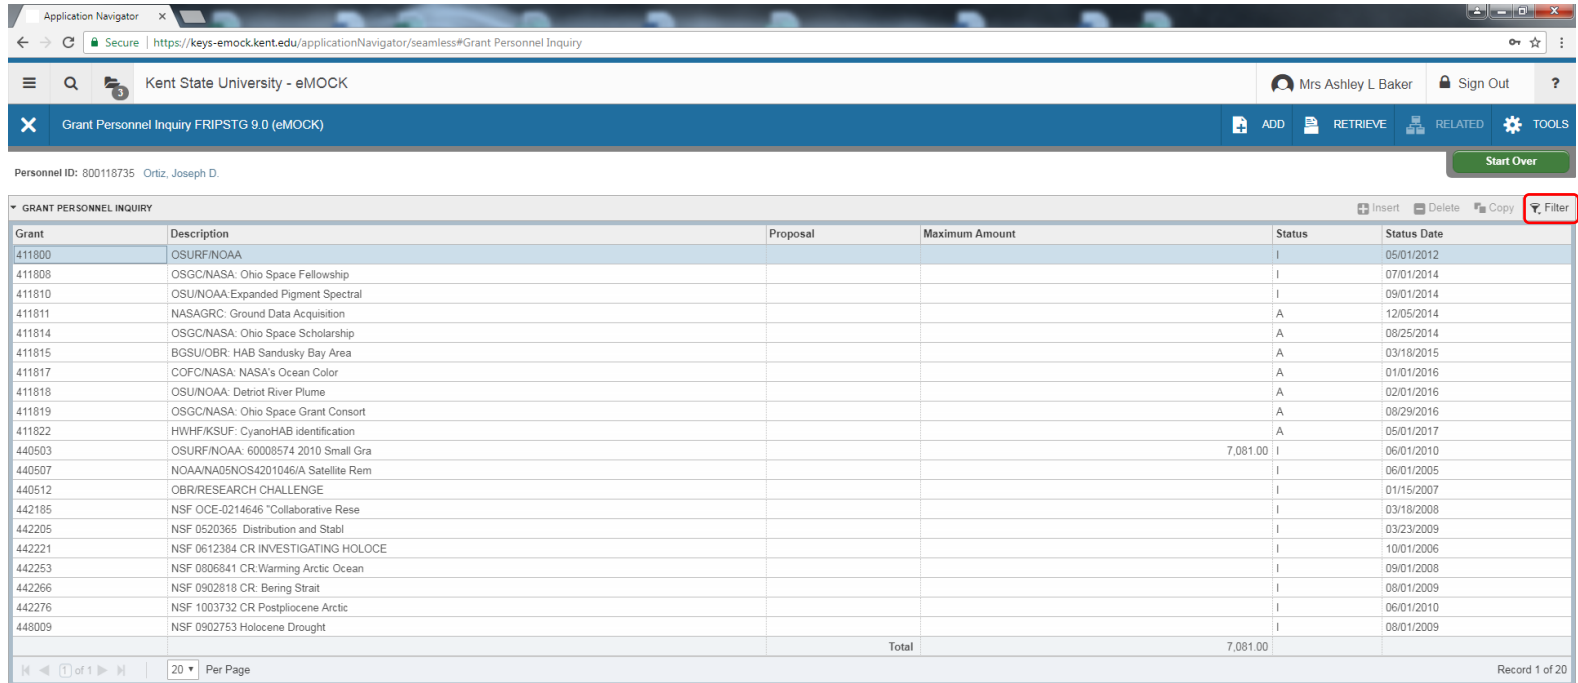 Application Navigator
Secure | https://keys-emock.kent.edu/applicationNavigator/seamless#Grant Personnel Inquiry
3 Kent State University - eMOCK Mrs Ashley L Baker Sign Out ?
Grant Personnel Inquiry FRIPSTG 9.0 (eMOCK) ADD RETRIEVE RELATED TOOLS
Personnel ID: 800118735 Ortiz, Joseph D. Start Over
GRANT PERSONNEL INQUIRY Insert Delete Copy Filter
Grant Description Proposal Maximum Amount Status Status Date
411800 OSURF/NOAA I 05/01/2012
411808 OSGC/NASA: Ohio Space Fellowship I 07/01/2014
411810 OSU/NOAA:Expanded Pigment Spectral I 09/01/2014
411811 NASAGRC: Ground Data Acquisition A 12/05/2014
411814 OSGC/NASA: Ohio Space Scholarship A 08/25/2014
411815 BGSU/OBR: HAB Sandusky Bay Area A 03/18/2015
411817 COFC/NASA: NASA's Ocean Color A 01/01/2016
411818 OSU/NOAA: Detriot River Plume A 02/01/2016
411819 OSGC/NASA: Ohio Space Grant Consort A 08/29/2016
411822 HWHF/KSUF: CyanoHAB identification A 05/01/2017
440503 OSURF/NOAA: 60008574 2010 Small Gra 7,081.00 I 06/01/2010
440507 NOAA/NA05NOS4201046/A Satellite Rem I 06/01/2005
440512 OBR/RESEARCH CHALLENGE I 01/15/2007
442185 NSF OCE-0214646 "Collaborative Rese I 03/18/2008
442205 NSF 0520365 Distribution and Stabl I 03/23/2009
442221 NSF 0612384 CR INVESTIGATING HOLOCE I 10/01/2006
442253 NSF 0806841 CR:Warming Arctic Ocean I 09/01/2008
442266 NSF 0902818 CR: Bering Strait I 08/01/2009
442276 NSF 1003732 CR Postpliocene Arctic I 06/01/2010
448009 NSF 0902753 Holocene Drought I 08/01/2009
Total 7,081.00
1 of 1 20 Per Page Record 1 of 20